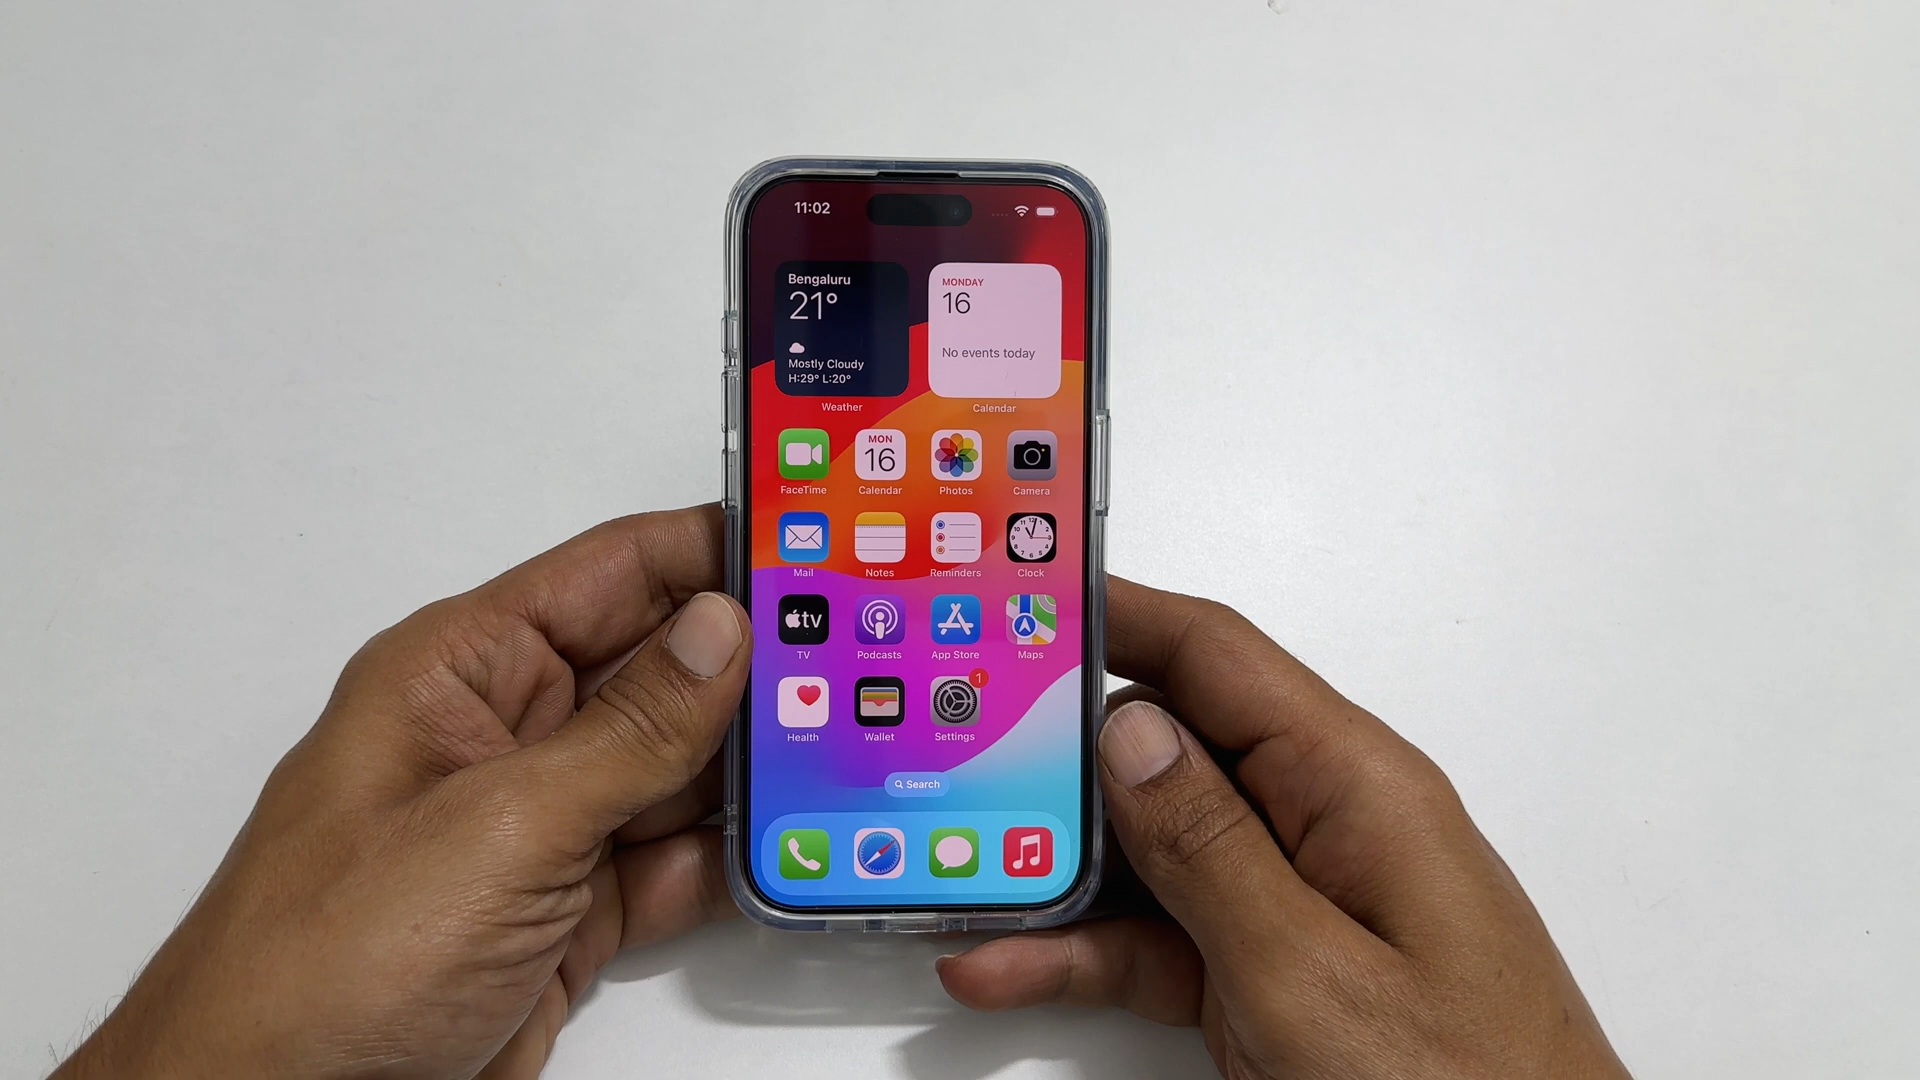 11:02
Bengaluru
21°
Mostly Cloudy
H:29° L:20°
Weather
MONDAY
16
No events today
Calendar
MON
16
FaceTime
Calendar
Photos
Camera
Mail
Notes
Reminders
Clock
tv
TV
Podcasts
App Store
Maps
1
Health
Wallet
Settings
Search